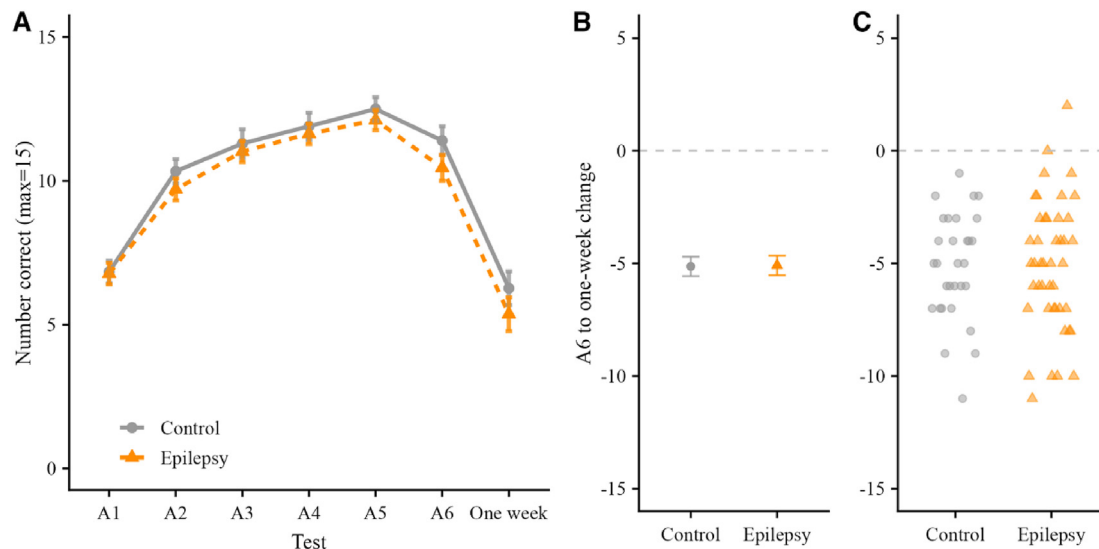 A
Number correct (max=15)
15
10
5
0
Control
Epilepsy
A1 A2 A3 A4 A5 A6 One week
Test
B
A6 to one-week change
5
0
-5
-10
-15
Control Epilepsy
C
5
0
-5
-10
-15
Control Epilepsy